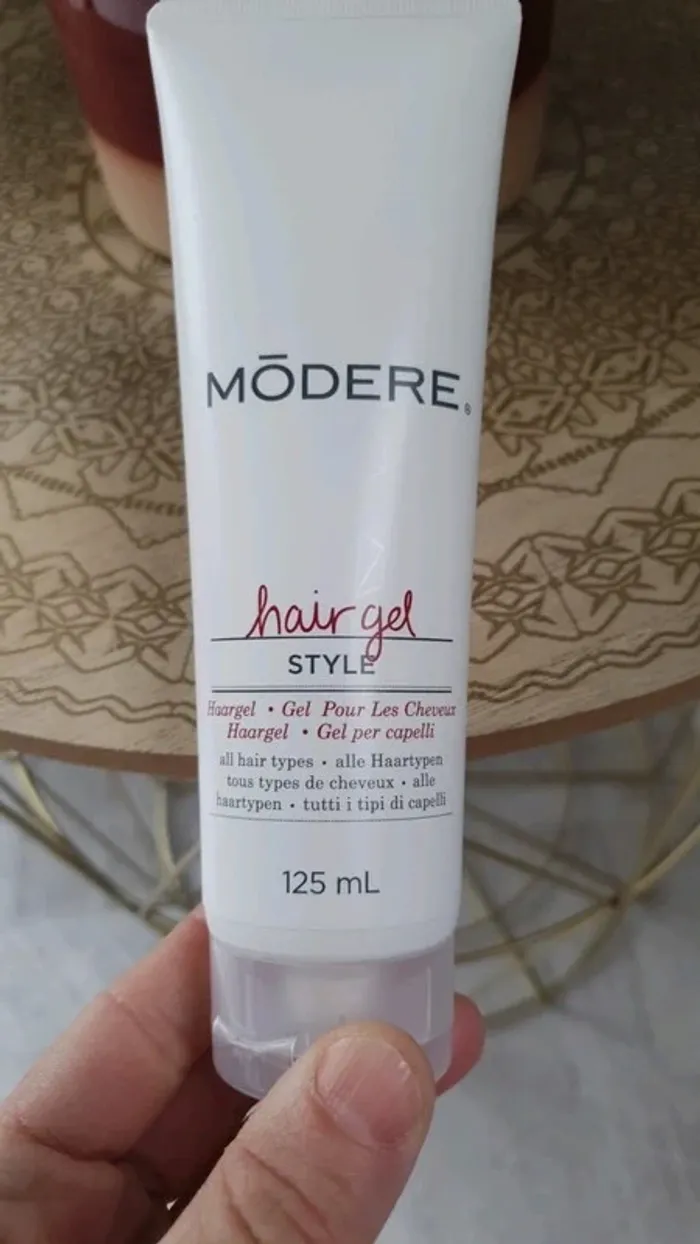 MŌDERE®
hair gel
STYLE
Haargel • Gel Pour Les Cheveux
Haargel • Gel per capelli
all hair types • alle Haartypen
tous types de cheveux • alle
haartypen • tutti i tipi di capelli
125 mL